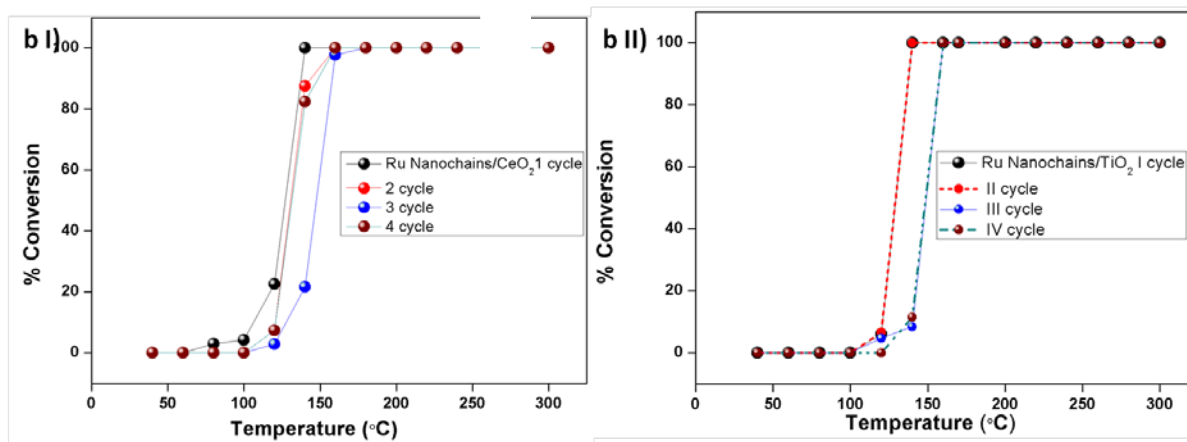 b I)
100
80
60
40
20
0
% Conversion
Ru Nanochains/CeO₂1 cycle
2 cycle
3 cycle
4 cycle
0 50 100 150 200 250 300
Temperature (°C)
b II)
100
80
60
40
20
0
% Conversion
Ru Nanochains/TiO₂ I cycle
II cycle
III cycle
IV cycle
0 50 100 150 200 250 300
Temperature (°C)